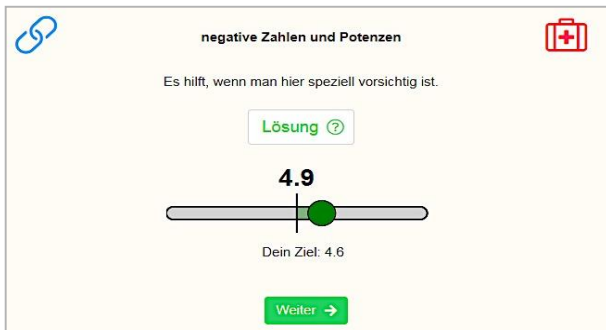 negative Zahlen und Potenzen
Es hilft, wenn man hier speziell vorsichtig ist.
Lösung
4.9
Dein Ziel: 4.6
Weiter →